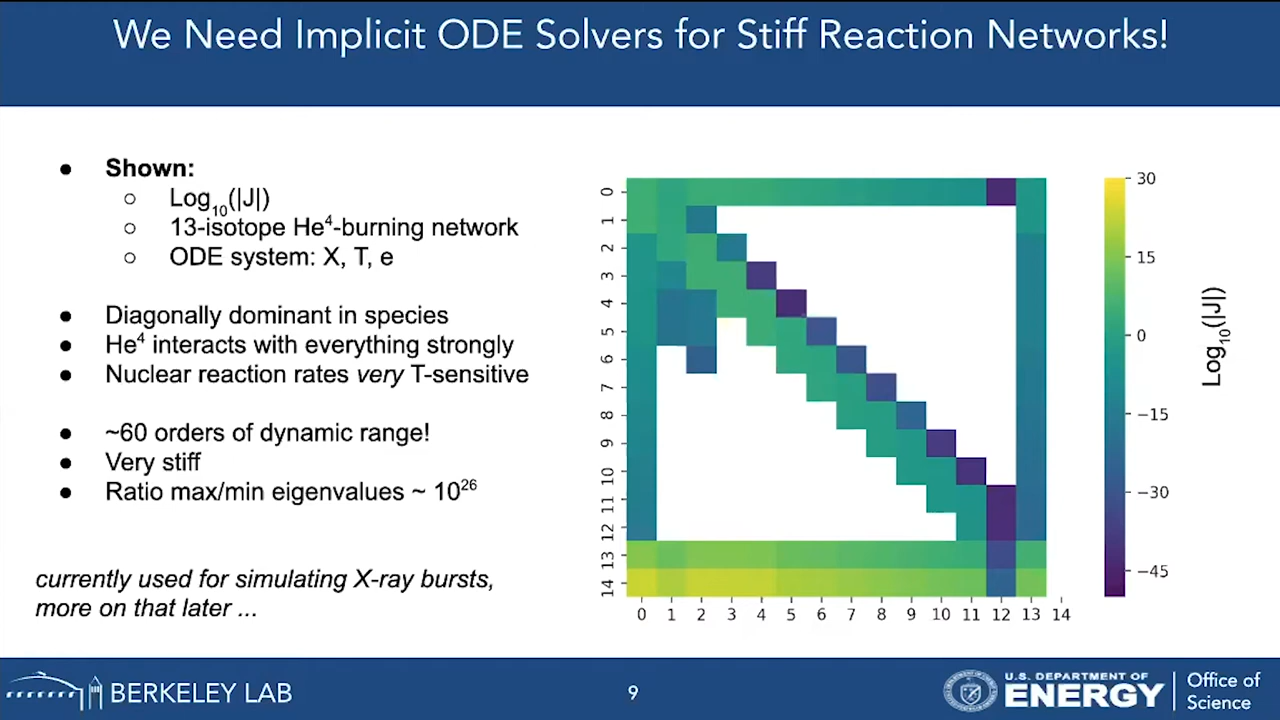 We Need Implicit ODE Solvers for Stiff Reaction Networks!
● Shown:
○ Log10(|J|)
○ 13-isotope He4-burning network
○ ODE system: X, T, e
● Diagonally dominant in species
● He4 interacts with everything strongly
● Nuclear reaction rates very T-sensitive
● ~60 orders of dynamic range!
● Very stiff
● Ratio max/min eigenvalues ~ 1026
currently used for simulating X-ray bursts,
more on that later ...
0
1
2
3
4
5
6
7
8
9
10
11
12
13
14
0 1 2 3 4 5 6 7 8 9 10 11 12 13 14
30
15
0
−15
−30
−45
Log10(|J|)
BERKELEY LAB
9
U.S. DEPARTMENT OF
ENERGY
Office of
Science